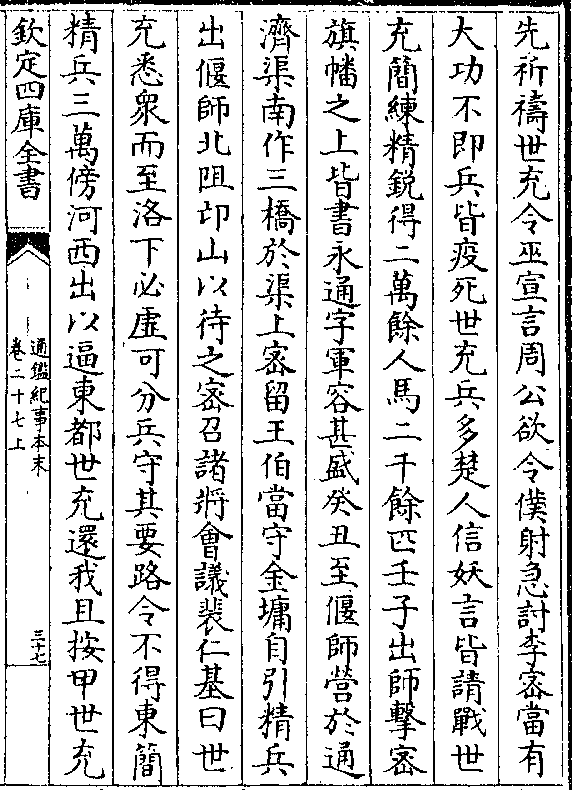 先祈禱世充令巫宣言周公欲令僕射急討李宻當有
大功不即兵皆疫死世充兵多楚人信妖言皆請戰世
充簡練精鋭得二萬餘人馬二千餘匹壬子出師擊宻
旗幡之上皆書永通字軍容甚盛癸丑至偃師營於通
濟渠南作三橋於渠上宻留王伯當守金墉自引精兵
出偃師北阻邙山以待之宻召諸將會議裴仁基曰世
充悉衆而至洛下必虛可分兵守其要路令不得東簡
精兵三萬傍河西出以逼東都世充還我且按甲世充
欽定四庫全書
通鑑紀事本末
卷二十七上
三十七